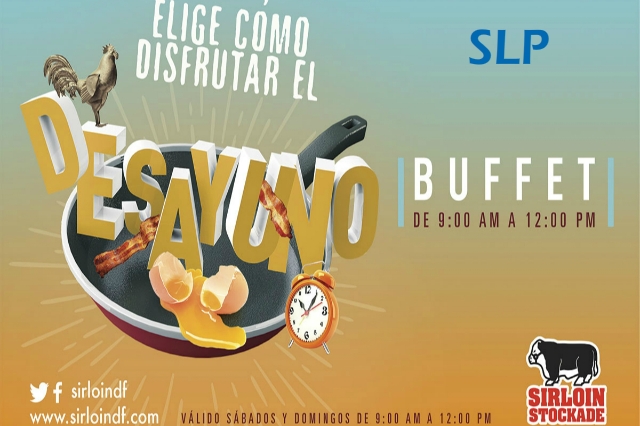 ELIGE CÓMO
DISFRUTAR EL
DESAYUNO
SLP
BUFFET
DE 9:00 AM A 12:00 PM
sirloindf
www.sirloindf.com
VÁLIDO SÁBADOS Y DOMINGOS DE 9:00 AM A 12:00 PM
SIRLOIN
STOCKADE